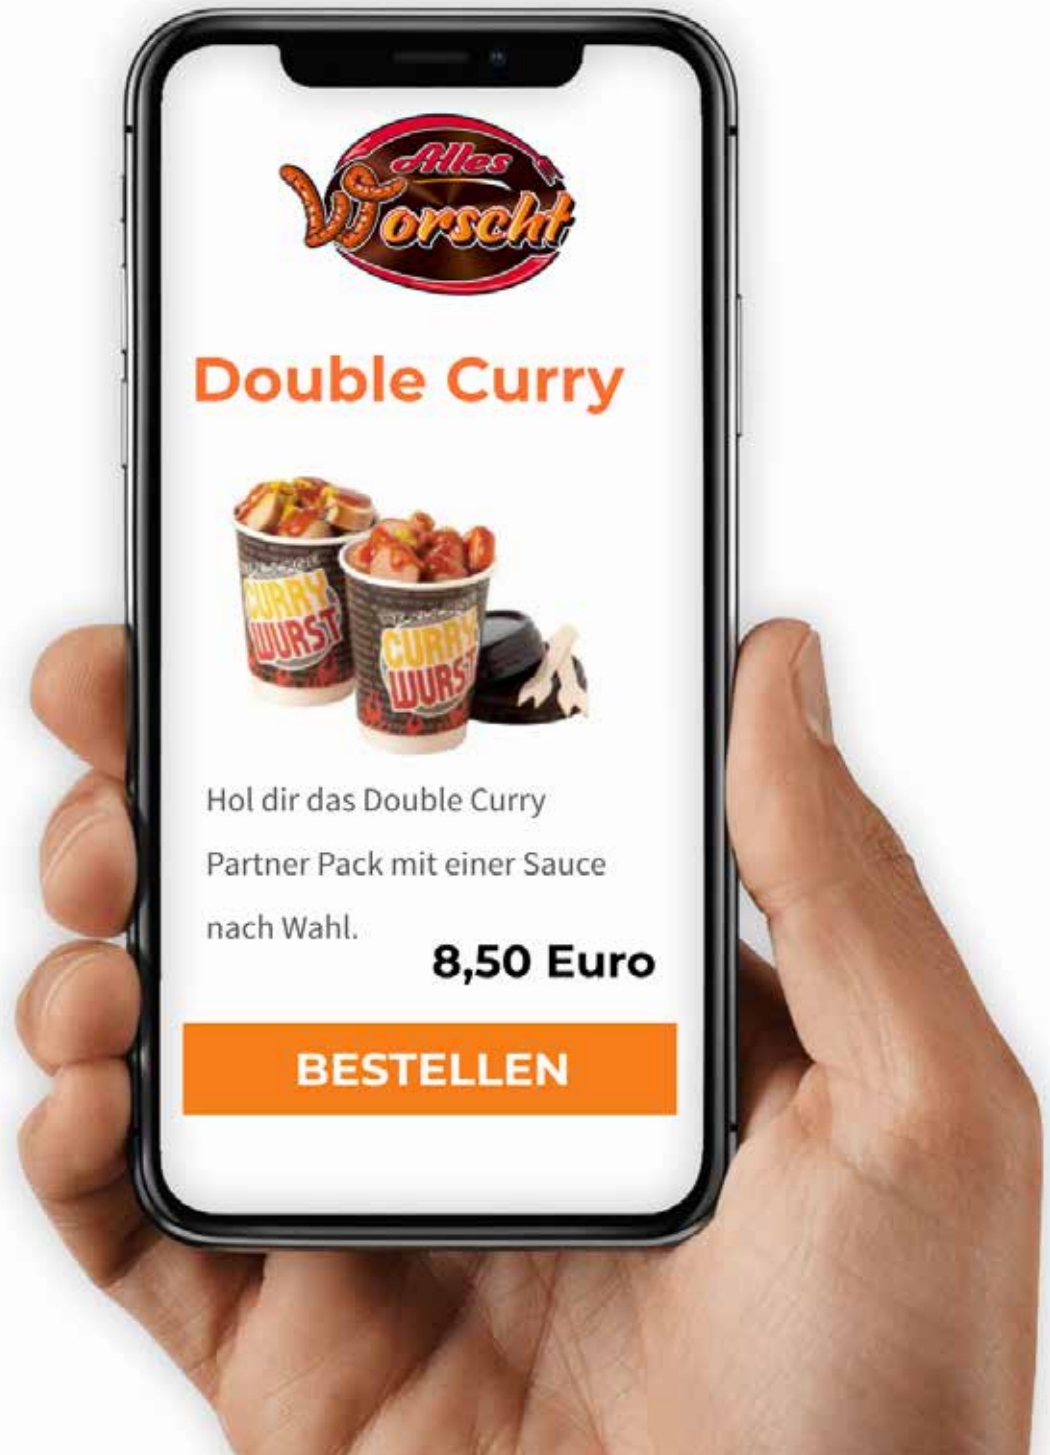 Alles
Worscht
Double Curry
CURRY
WURST
CURRY
WURST
Hol dir das Double Curry
Partner Pack mit einer Sauce
nach Wahl.
8,50 Euro
BESTELLEN